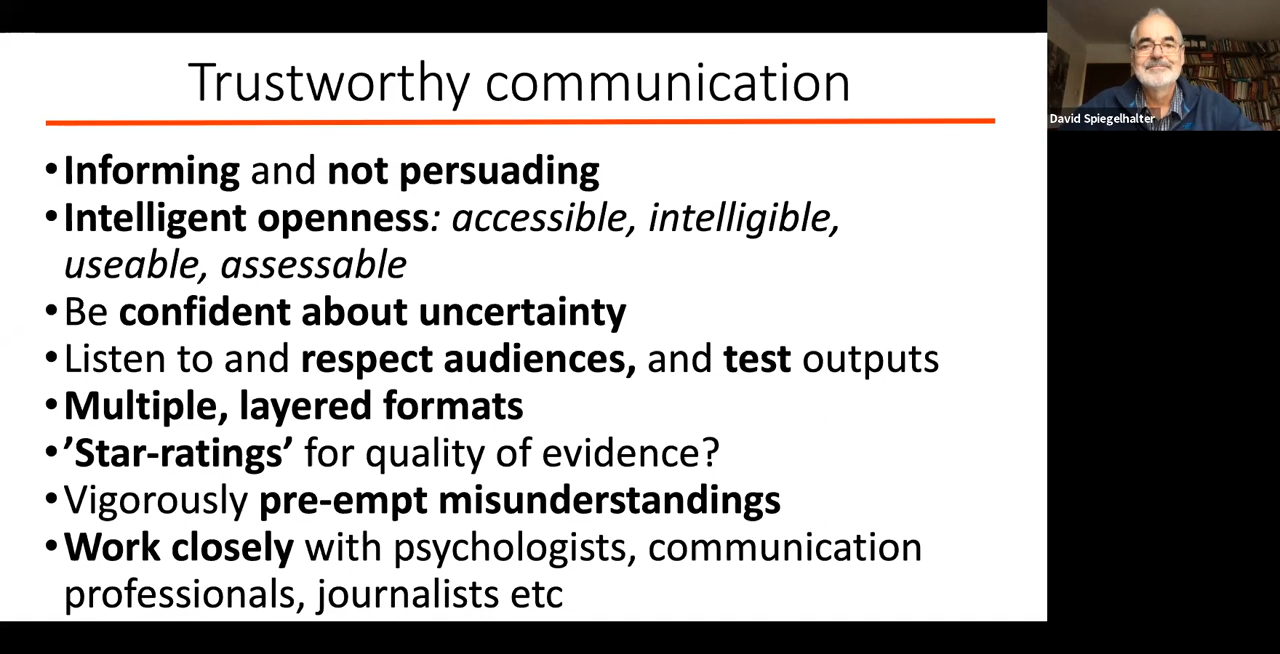 Trustworthy communication
David Spiegelhalter
•Informing and not persuading
•Intelligent openness: accessible, intelligible,
useable, assessable
•Be confident about uncertainty
•Listen to and respect audiences, and test outputs
•Multiple, layered formats
•’Star-ratings’ for quality of evidence?
•Vigorously pre-empt misunderstandings
•Work closely with psychologists, communication
professionals, journalists etc